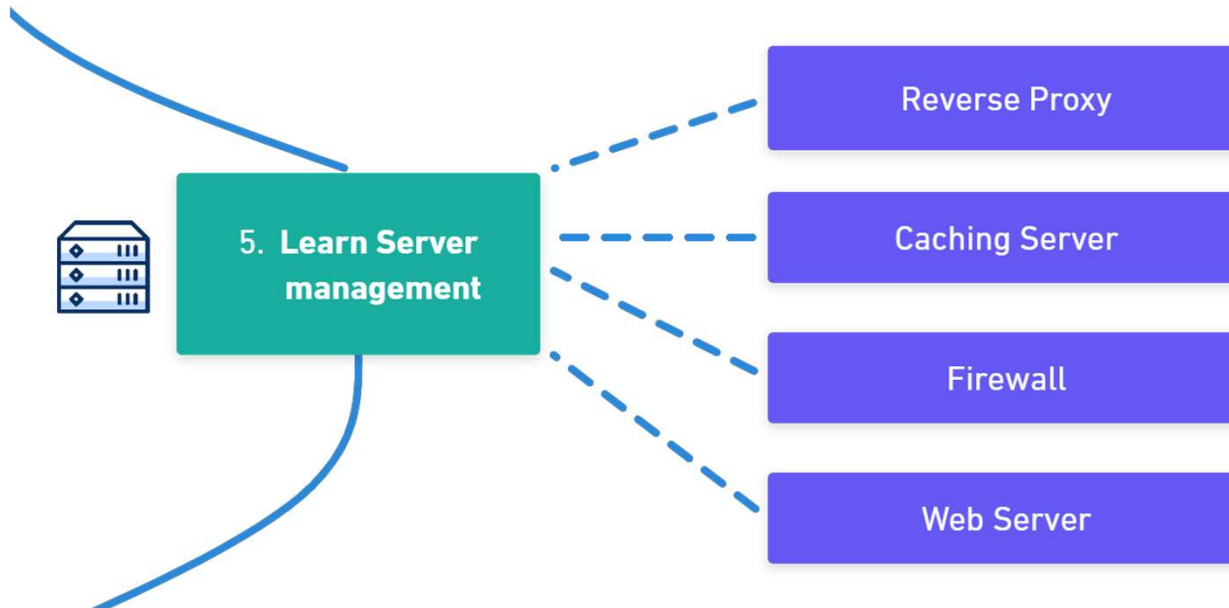 5. Learn Server
management
Reverse Proxy
Caching Server
Firewall
Web Server